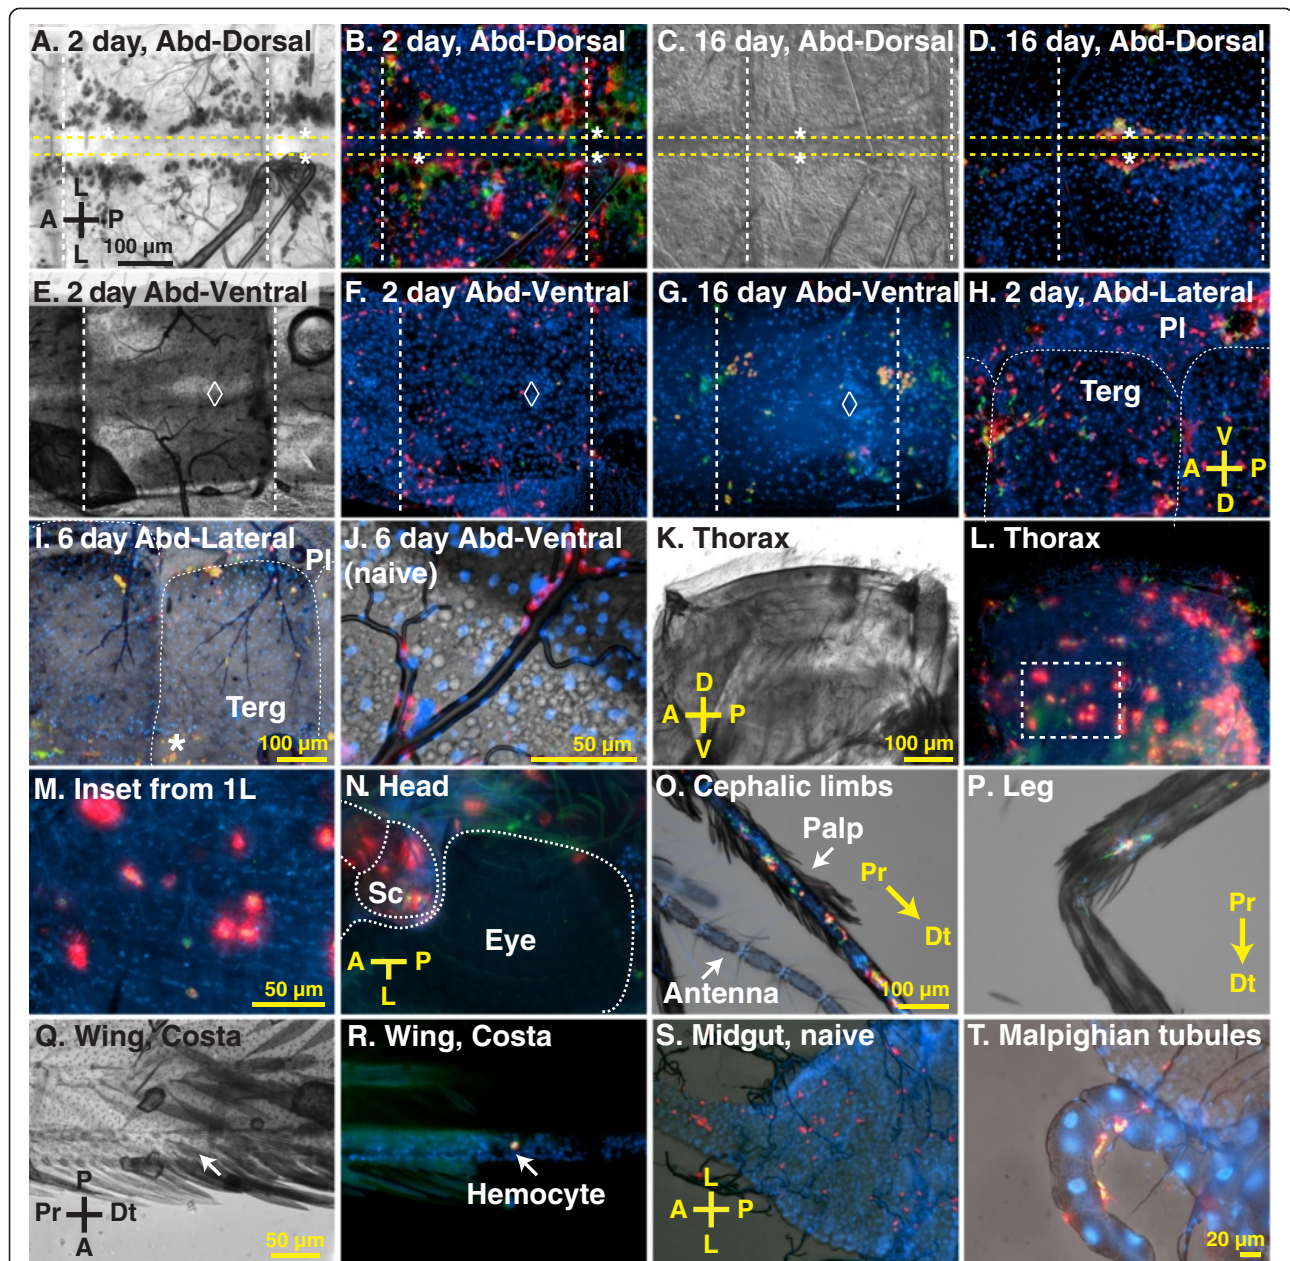 A. 2 day, Abd-Dorsal
B. 2 day, Abd-Dorsal
C. 16 day, Abd-Dorsal
D. 16 day, Abd-Dorsal
* *
* *
* *
* *
*
*
*
*
L
A P
L
100 µm
E. 2 day Abd-Ventral
F. 2 day Abd-Ventral
G. 16 day Abd-Ventral
H. 2 day, Abd-Lateral
Pl
Terg
V
A P
D
I. 6 day Abd-Lateral
Pl
Terg
*
100 µm
J. 6 day Abd-Ventral
(naive)
50 µm
K. Thorax
D
A P
V
100 µm
L. Thorax
M. Inset from 1L
50 µm
N. Head
Sc
Eye
A P
L
O. Cephalic limbs
Palp
Pr
Dt
Antenna
100 µm
P. Leg
Pr
Dt
Q. Wing, Costa
P
Pr Dt
A
50 µm
R. Wing, Costa
Hemocyte
S. Midgut, naive
L
A P
L
T. Malpighian tubules
20 µm